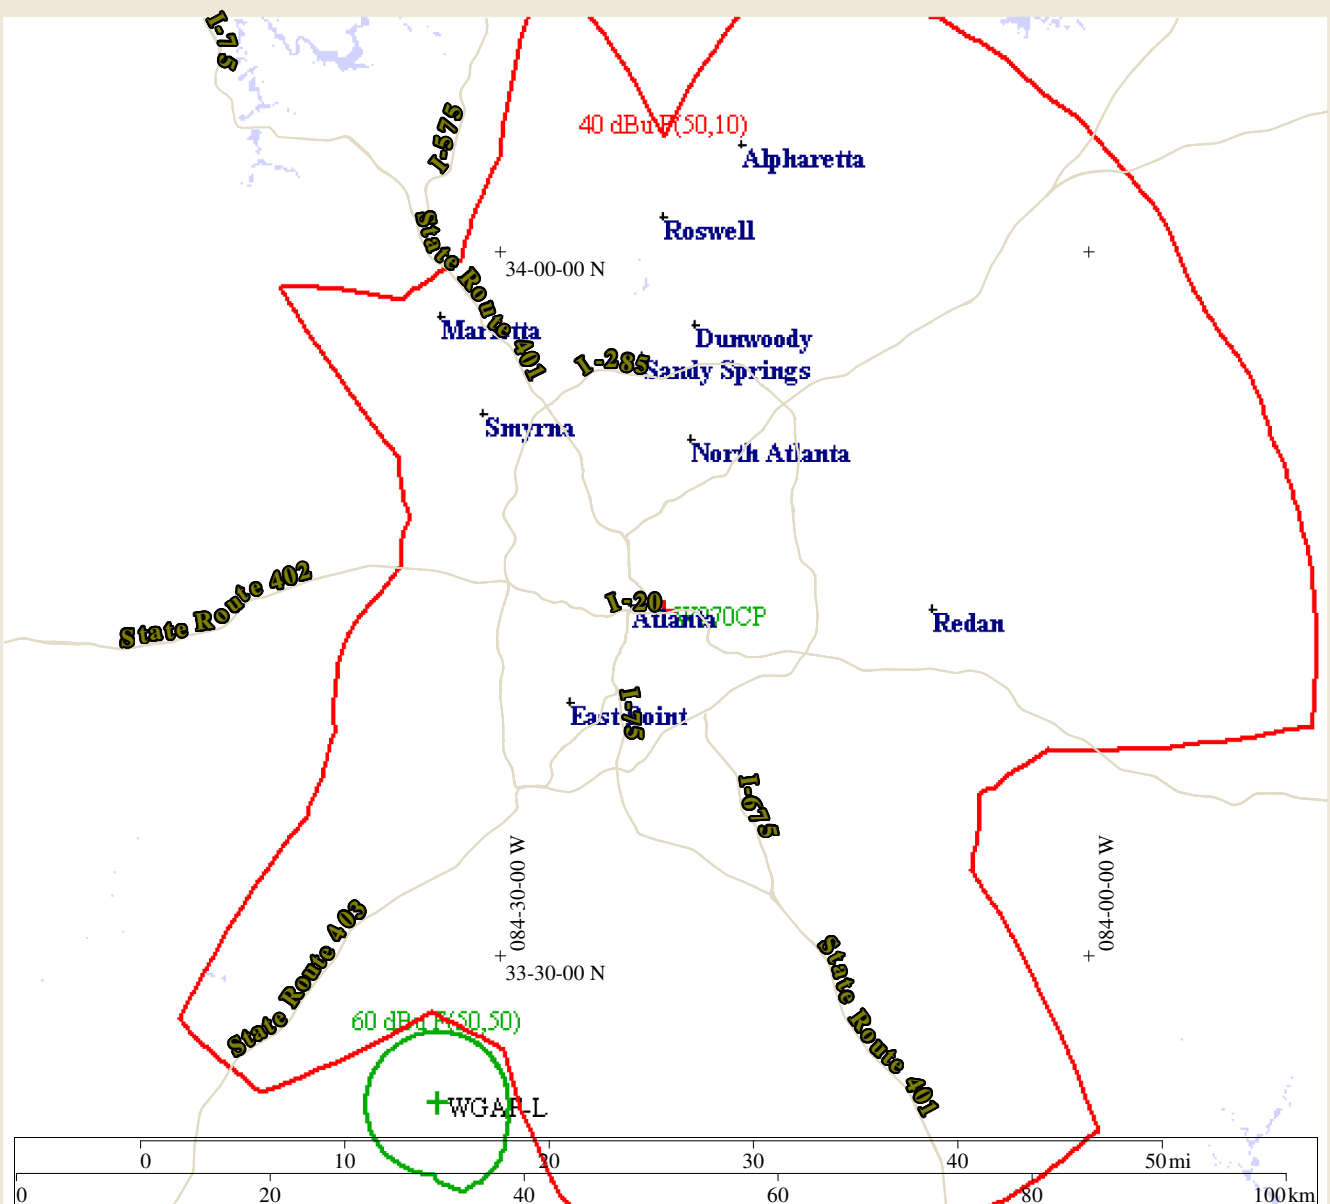 I-75
I-575
40 dBu F(50,10)
Alpharetta
State Route 401
Roswell
34-00-00 N
Marietta
Dunwoody
I-285
Sandy Springs
Smyrna
North Atlanta
State Route 402
I-20
Atlanta
Redan
I-75
East Point
I-675
084-30-00 W
084-00-00 W
State Route 403
33-30-00 N
State Route 401
60 dBu F(50,50)
0 10 20 30 40 50 mi
0 20 40 60 80 100 km